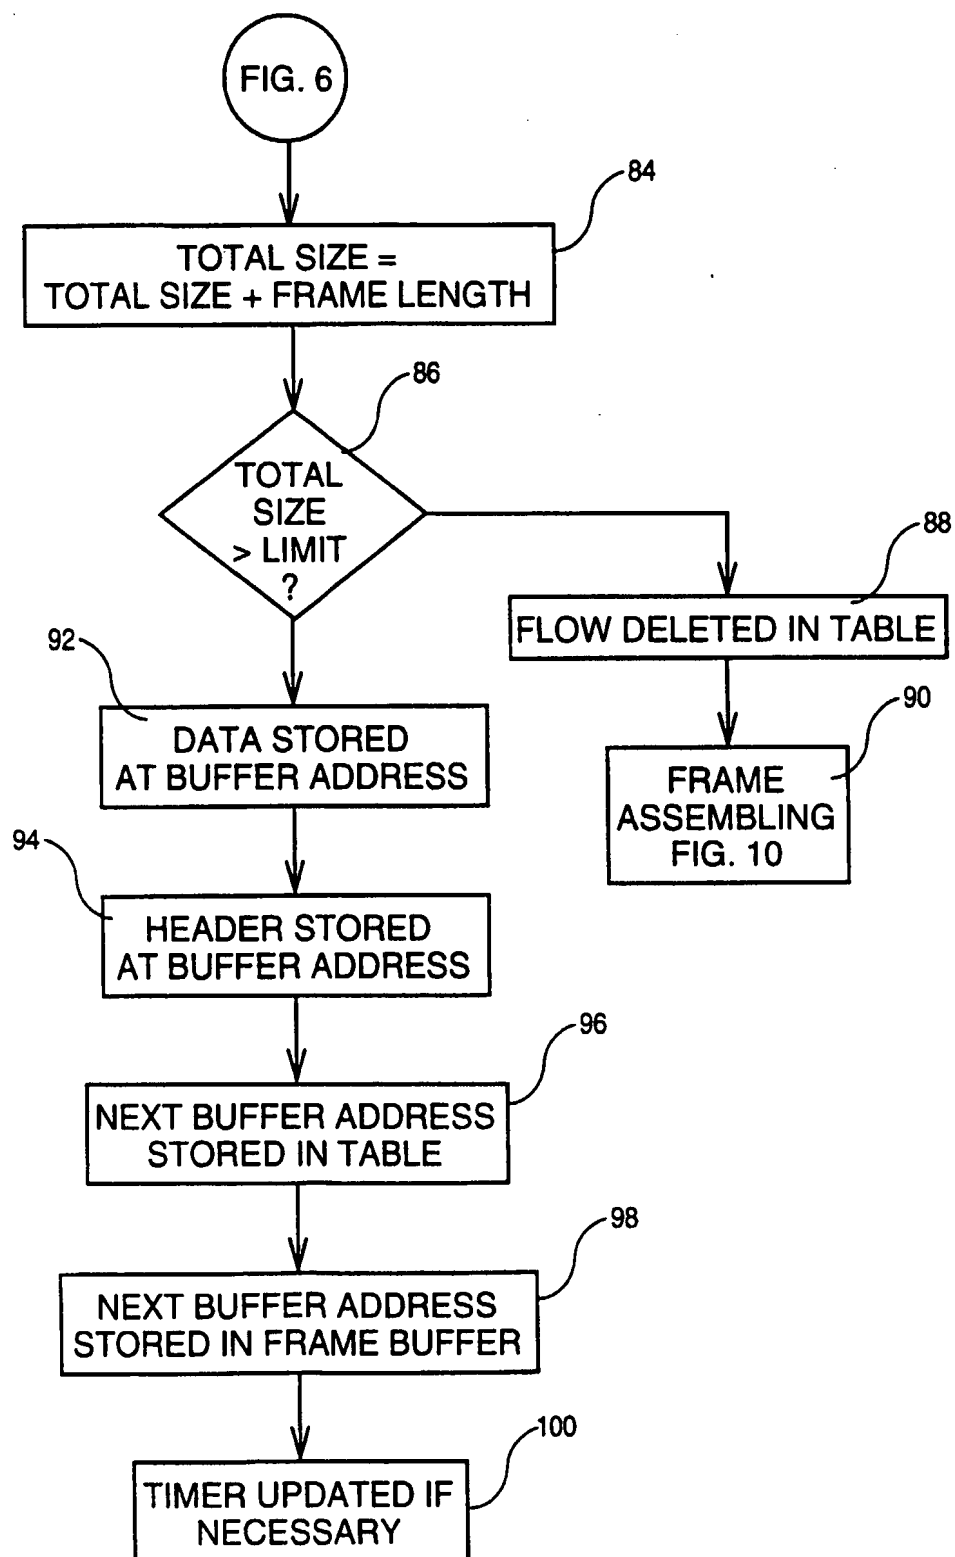 FIG. 6
84
TOTAL SIZE =
TOTAL SIZE + FRAME LENGTH
86
TOTAL
SIZE
> LIMIT
?
88
FLOW DELETED IN TABLE
92
DATA STORED
AT BUFFER ADDRESS
90
FRAME
ASSEMBLING
FIG. 10
94
HEADER STORED
AT BUFFER ADDRESS
96
NEXT BUFFER ADDRESS
STORED IN TABLE
98
NEXT BUFFER ADDRESS
STORED IN FRAME BUFFER
100
TIMER UPDATED IF
NECESSARY